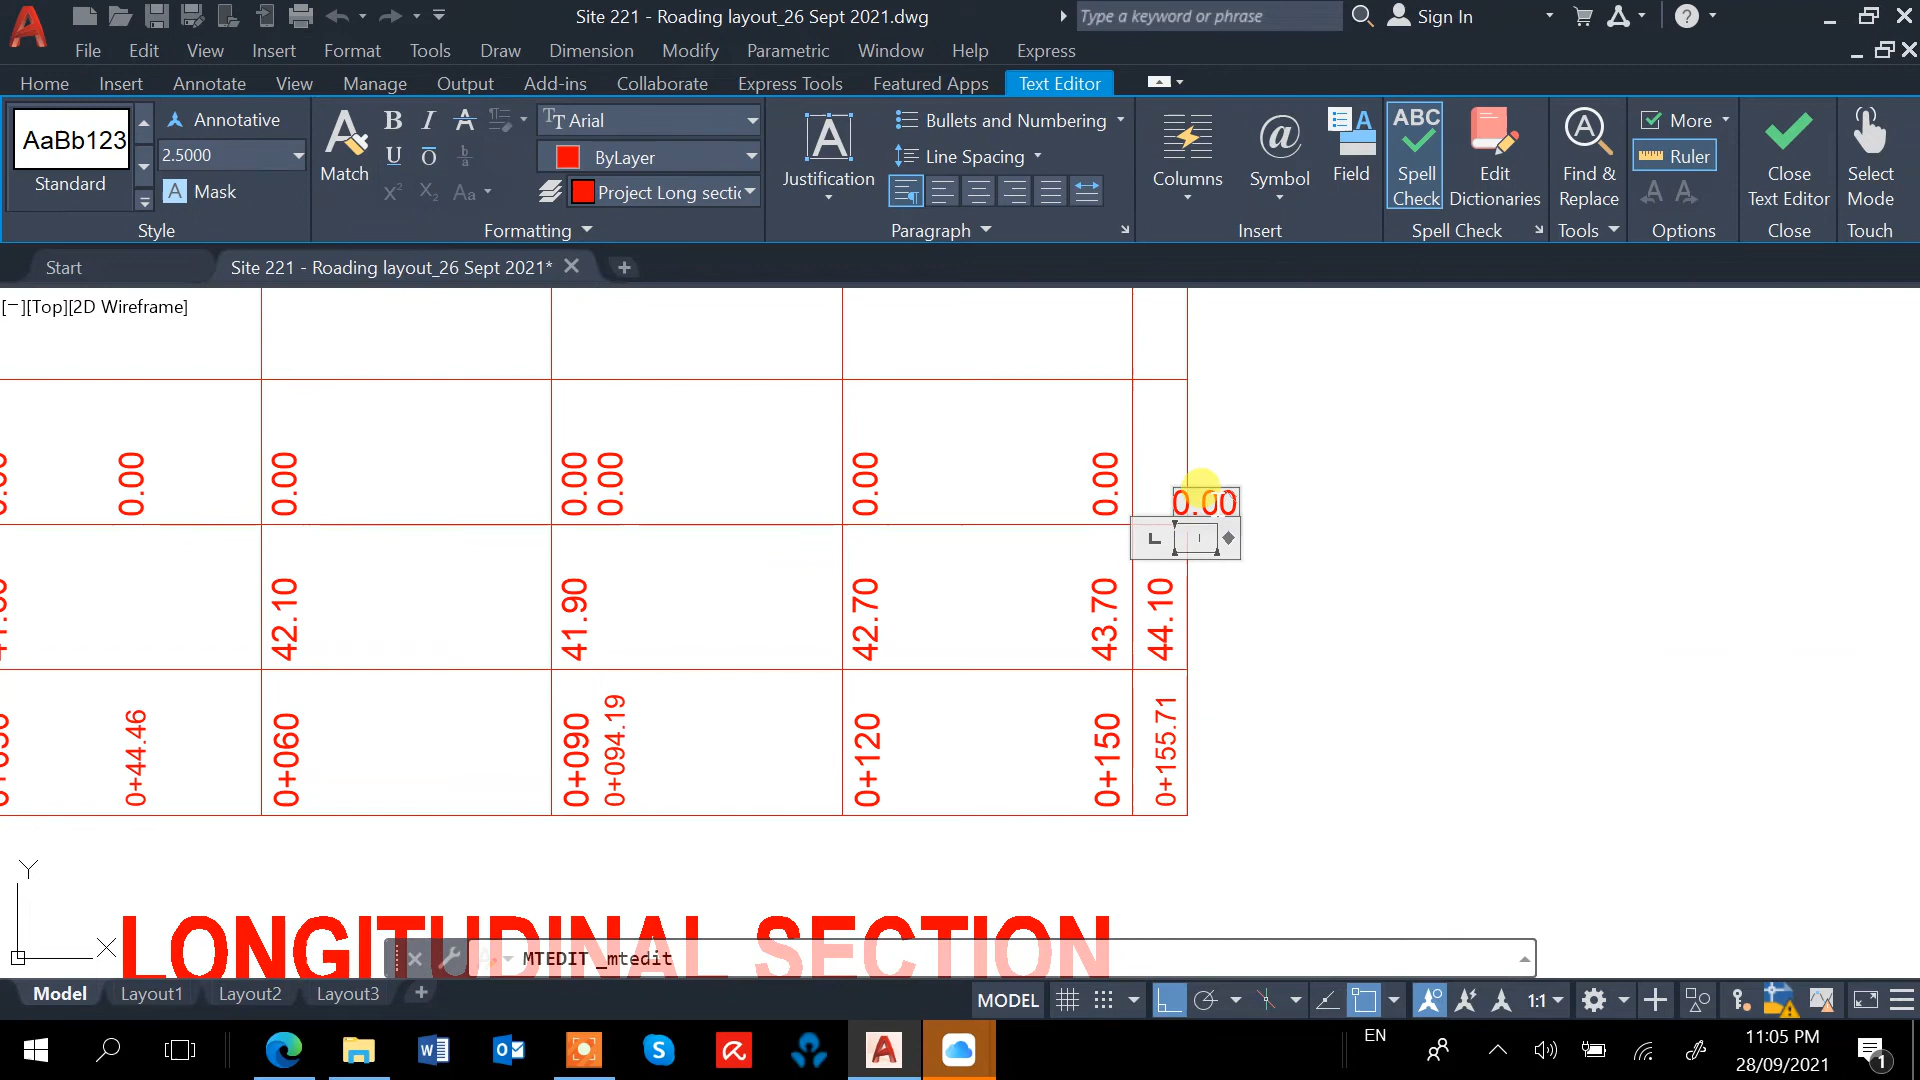 Site 221 - Roading layout_26 Sept 2021.dwg
Type a keyword or phrase
Sign In
File Edit View Insert Format Tools Draw Dimension Modify Parametric Window Help Express
Home Insert Annotate View Manage Output Add-ins Collaborate Express Tools Featured Apps Text Editor
AaBb123
Standard
Annotative
2.5000
Mask
Style
Match
Arial
ByLayer
Project Long sectic
Formatting
Justification
Bullets and Numbering
Line Spacing
Paragraph
Columns
Symbol
Field
Insert
ABC
Spell Check
Edit Dictionaries
Spell Check
Find & Replace
Tools
More
Ruler
Options
Close Text Editor
Close
Select Mode
Touch
Start
Site 221 - Roading layout_26 Sept 2021*
[−][Top][2D Wireframe]
0.00
0.00
0.00
0.00
0.00
0.00
0.00
42.10
41.90
42.70
43.70
44.10
0+44.46
0+060
0+090
0+094.19
0+120
0+150
0+155.71
Y
X
LONGITUDINAL SECTION
MTEDIT _mtedit
Model Layout1 Layout2 Layout3
MODEL
1:1
EN
11:05 PM
28/09/2021
1